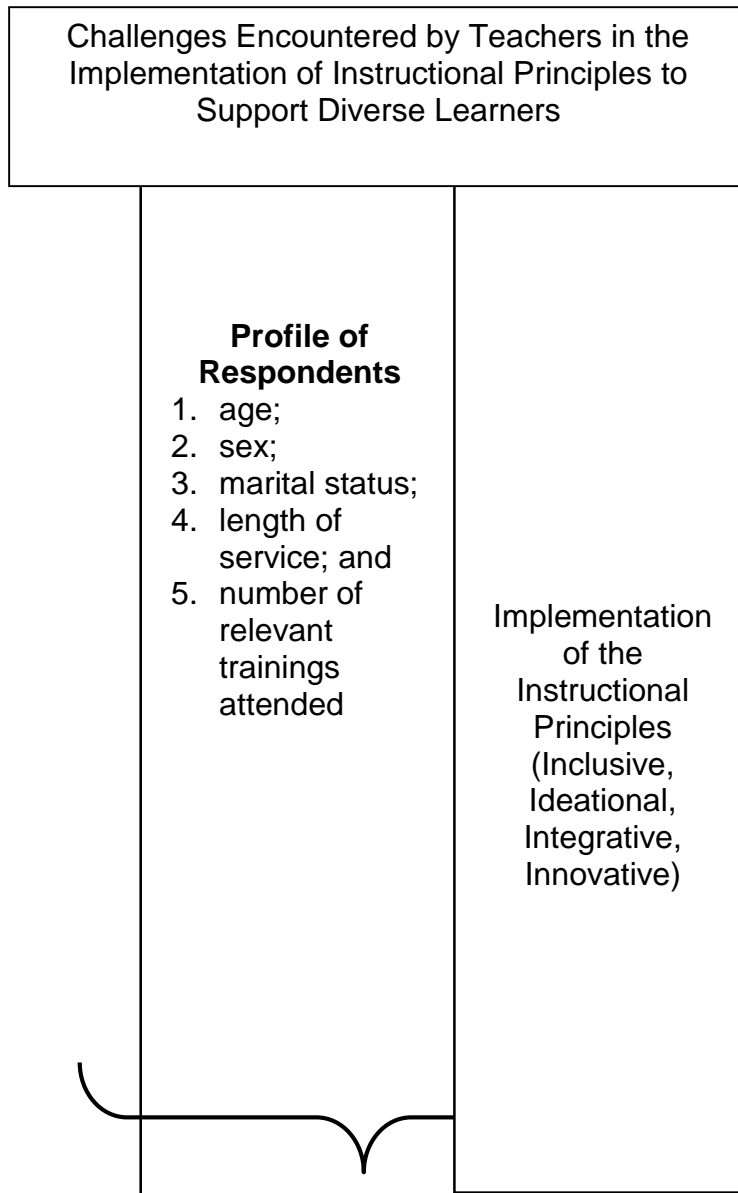 Challenges Encountered by Teachers in the
Implementation of Instructional Principles to
Support Diverse Learners
Profile of
Respondents
1. age;
2. sex;
3. marital status;
4. length of
service; and
5. number of
relevant
trainings
attended
Implementation
of the
Instructional
Principles
(Inclusive,
Ideational,
Integrative,
Innovative)